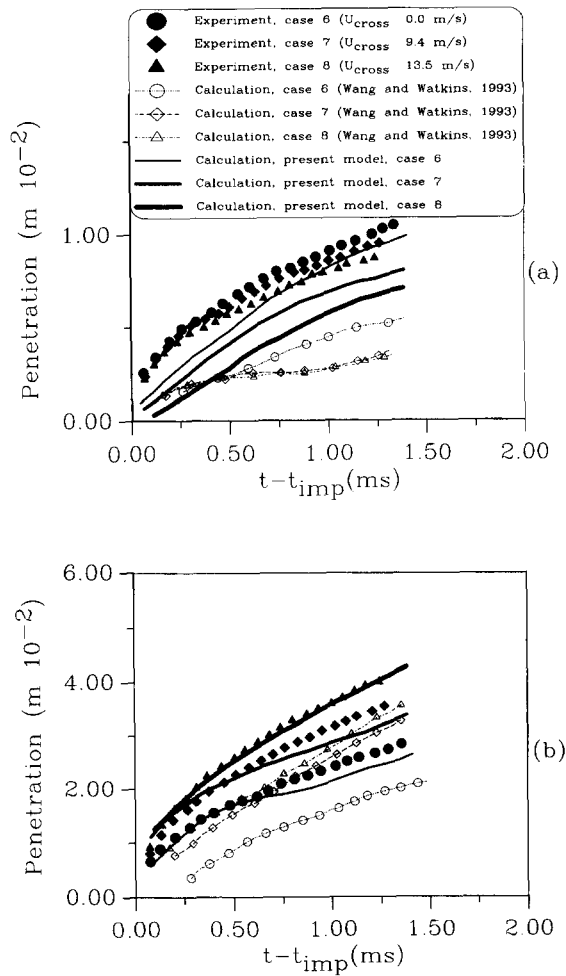 Experiment, case 6 (Ucross 0.0 m/s)
Experiment, case 7 (Ucross 9.4 m/s)
Experiment, case 8 (Ucross 13.5 m/s)
Calculation, case 6 (Wang and Watkins, 1993)
Calculation, case 7 (Wang and Watkins, 1993)
Calculation, case 8 (Wang and Watkins, 1993)
Calculation, present model, case 6
Calculation, present model, case 7
Calculation, present model, case 8
Penetration (m 10-2)
1.00
0.00
(a)
0.00 0.50 1.00 1.50 2.00
t-timp(ms)
Penetration (m 10-2)
6.00
4.00
2.00
0.00
(b)
0.00 0.50 1.00 1.50 2.00
t-timp(ms)